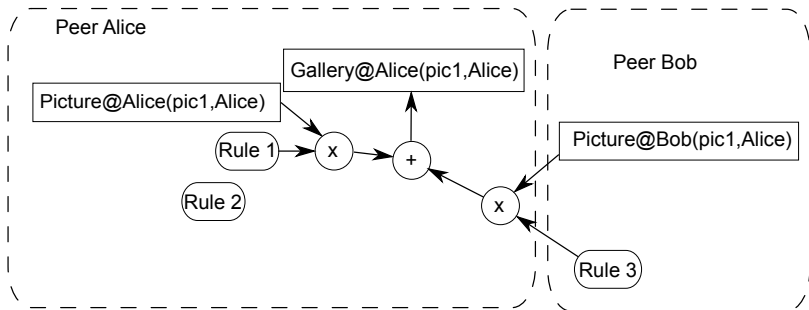 Peer Alice
Peer Bob
Gallery@Alice(pic1,Alice)
Picture@Alice(pic1,Alice)
Picture@Bob(pic1,Alice)
Rule 1
x
+
Rule 2
x
Rule 3